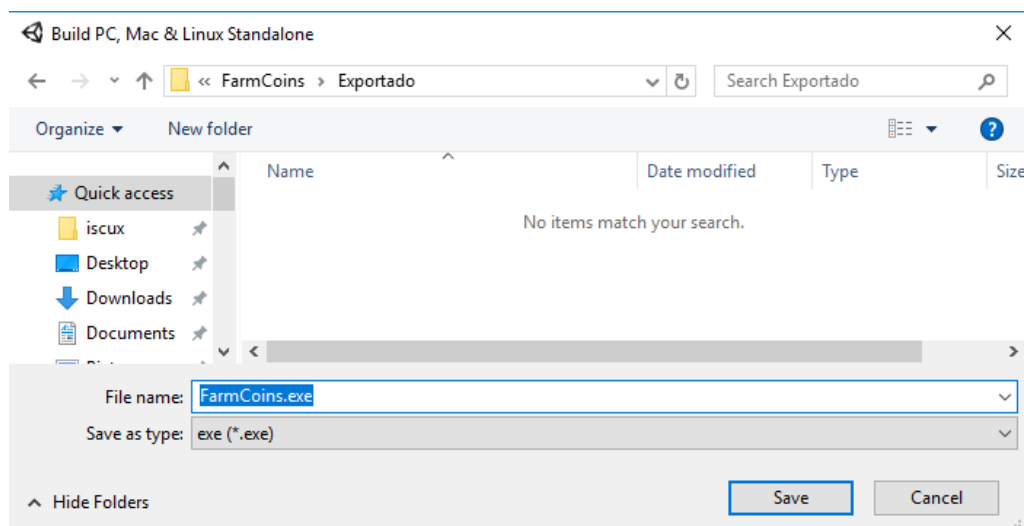 Build PC, Mac & Linux Standalone
« FarmCoins > Exportado
Search Exportado
Organize
New folder
Name
Date modified
Type
Size
Quick access
No items match your search.
iscux
Desktop
Downloads
Documents
File name: FarmCoins.exe
Save as type: exe (*.exe)
Hide Folders
Save
Cancel